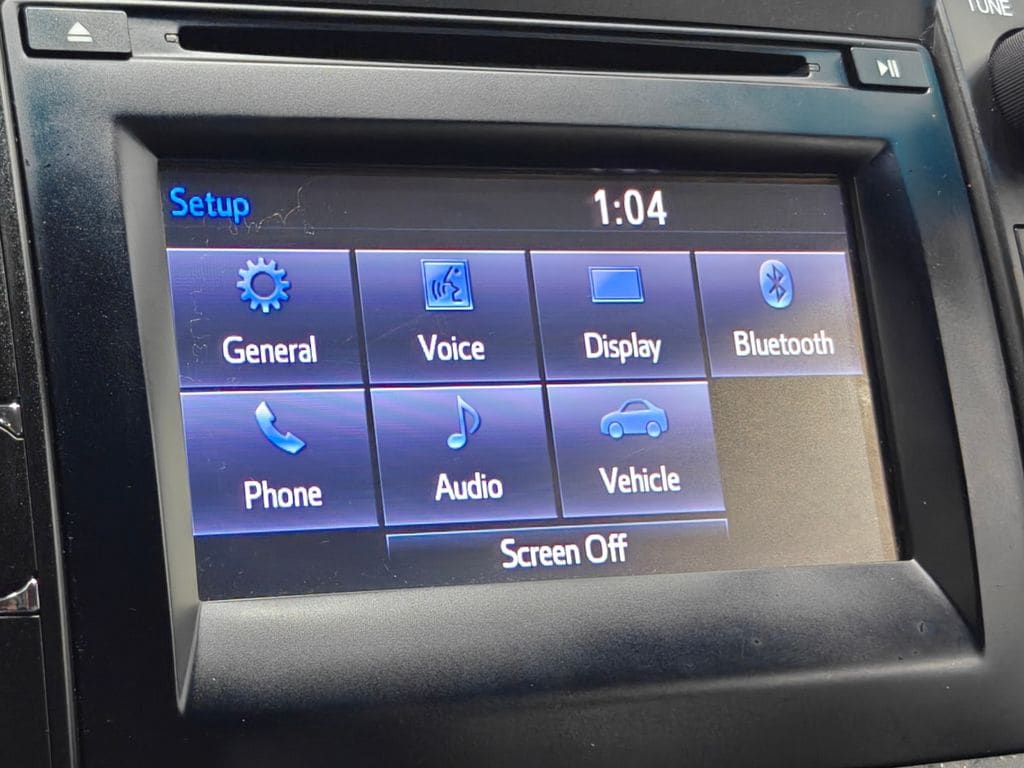 TUNE
Setup
1:04
General Voice Display Bluetooth
Phone Audio Vehicle
Screen Off